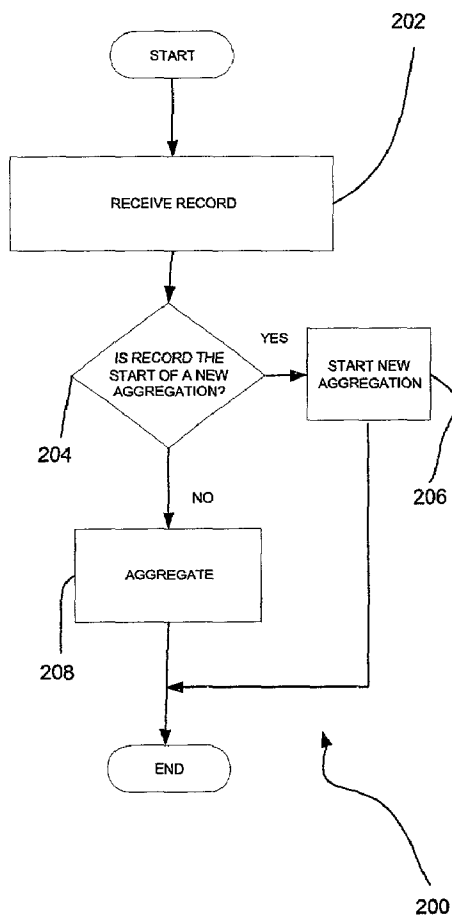 202
START
RECEIVE RECORD
IS RECORD THE
START OF A NEW
AGGREGATION?
YES
START NEW
AGGREGATION
204
206
NO
AGGREGATE
208
END
200